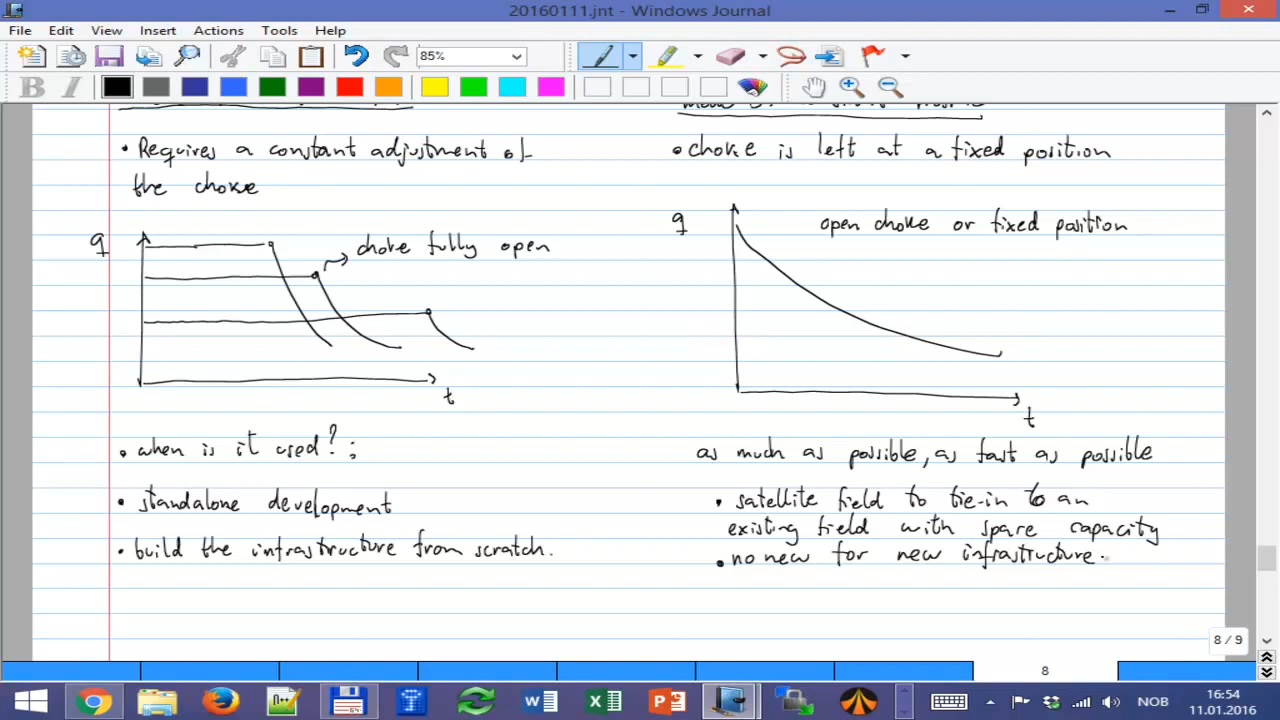 20160111.jnt - Windows Journal
File Edit View Insert Actions Tools Help
85%
B I
• Requires a constant adjustment of
the choke
q
choke fully open
t
• when is it used? :
• standalone development
• build the infrastructure from scratch.
• choke is left at a fixed position
q
open choke or fixed position
t
as much as possible, as fast as possible
• satellite field to tie-in to an
existing field with spare capacity
• no new for new infrastructure.
8 / 9
8
NOB
16:54
11.01.2016